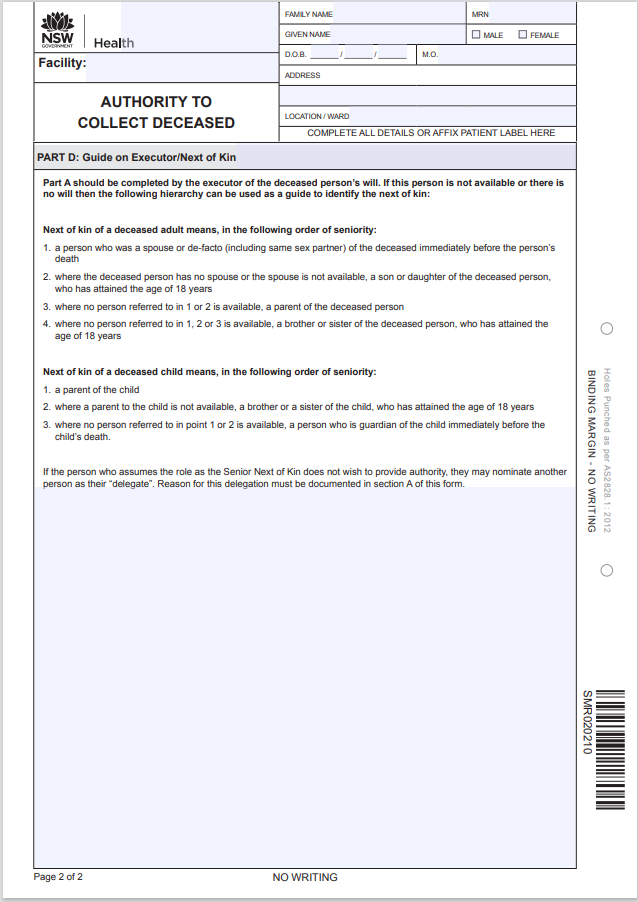 FAMILY NAME
MRN
GIVEN NAME
MALE
FEMALE
NSW
GOVERNMENT
Health
D.O.B. ______/______/______
M.O.
Facility:
ADDRESS
AUTHORITY TO
COLLECT DECEASED
LOCATION / WARD
COMPLETE ALL DETAILS OR AFFIX PATIENT LABEL HERE
PART D: Guide on Executor/Next of Kin
Part A should be completed by the executor of the deceased person's will. If this person is not available or there is
no will then the following hierarchy can be used as a guide to identify the next of kin:
Next of kin of a deceased adult means, in the following order of seniority:
1. a person who was a spouse or de-facto (including same sex partner) of the deceased immediately before the person's
death
2. where the deceased person has no spouse or the spouse is not available, a son or daughter of the deceased person,
who has attained the age of 18 years
3. where no person referred to in 1 or 2 is available, a parent of the deceased person
4. where no person referred to in 1, 2 or 3 is available, a brother or sister of the deceased person, who has attained the
age of 18 years
Next of kin of a deceased child means, in the following order of seniority:
1. a parent of the child
2. where a parent to the child is not available, a brother or a sister of the child, who has attained the age of 18 years
3. where no person referred to in point 1 or 2 is available, a person who is guardian of the child immediately before the
child's death.
If the person who assumes the role as the Senior Next of Kin does not wish to provide authority, they may nominate another
person as their “delegate”. Reason for this delegation must be documented in section A of this form.
Holes Punched as per AS2828.1: 2012
BINDING MARGIN - NO WRITING
SMR020210
Page 2 of 2
NO WRITING